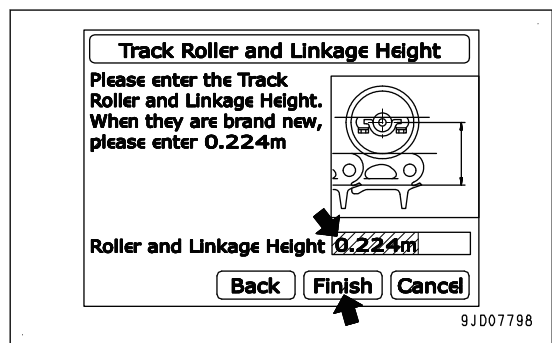 Track Roller and Linkage Height
Please enter the Track
Roller and Linkage Height.
When they are brand new,
please enter 0.224m
Roller and Linkage Height 0.224m
Back Finish Cancel
9JD07798